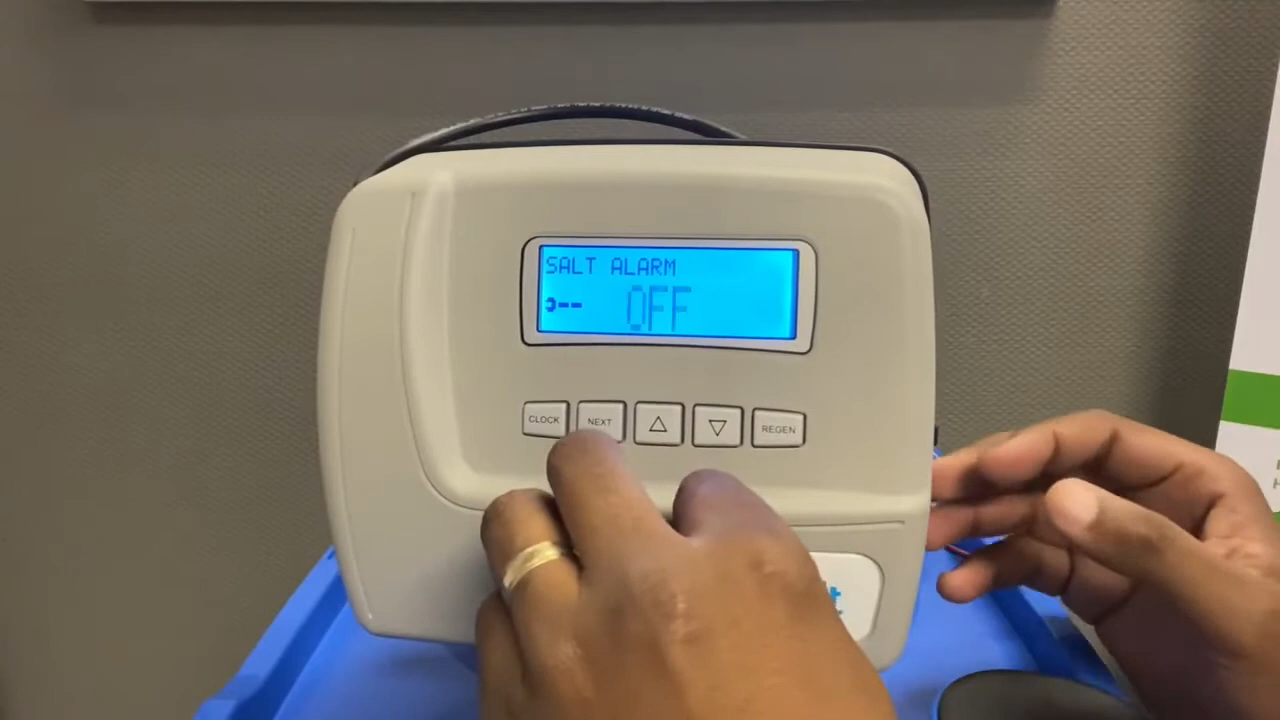 SALT ALARM
-- OFF
CLOCK NEXT △ ▽ REGEN